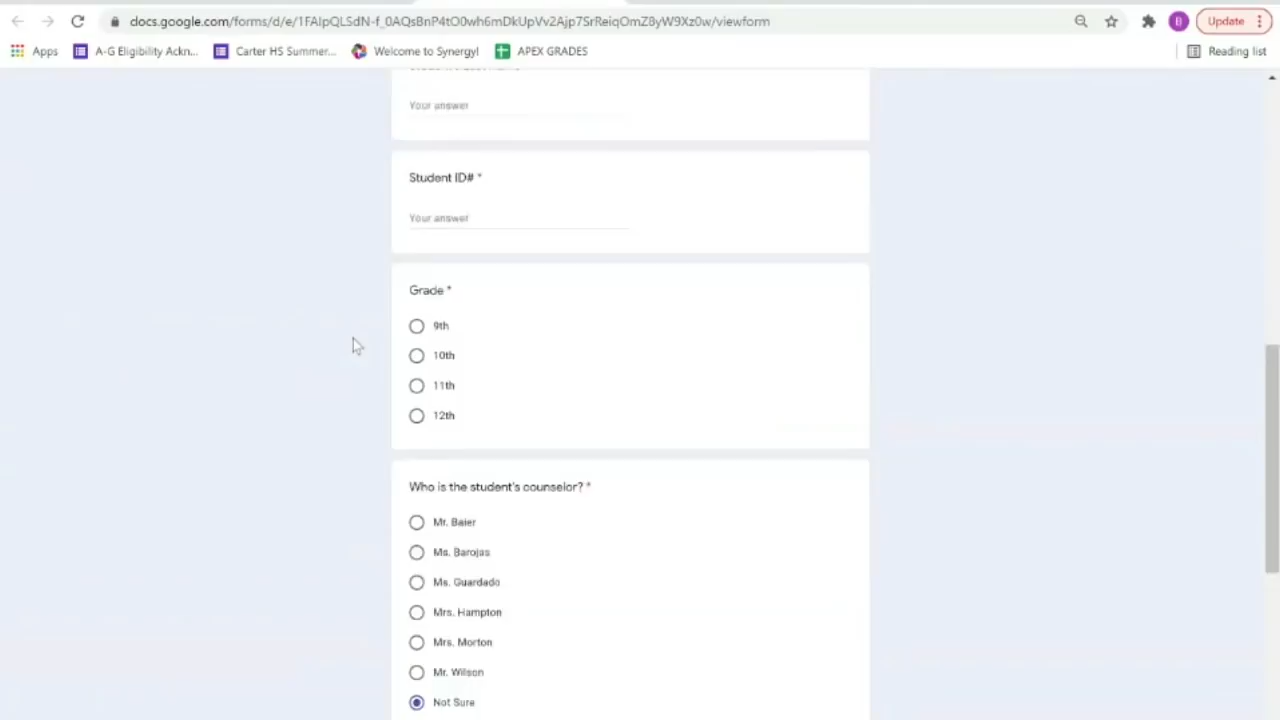 docs.google.com/forms/d/e/1FAIpQLSdN-f_0AQsBnP4tO0wh6mDkUpVv2Ajp7SrReiqOmZ8yW9Xz0w/viewform
B
Update
Apps
A-G Eligibility Ackn...
Carter HS Summer...
Welcome to Synergy!
APEX GRADES
Reading list
Your answer
Student ID# *
Your answer
Grade *
9th
10th
11th
12th
Who is the student's counselor? *
Mr. Baier
Ms. Barojas
Ms. Guardado
Mrs. Hampton
Mrs. Morton
Mr. Wilson
Not Sure